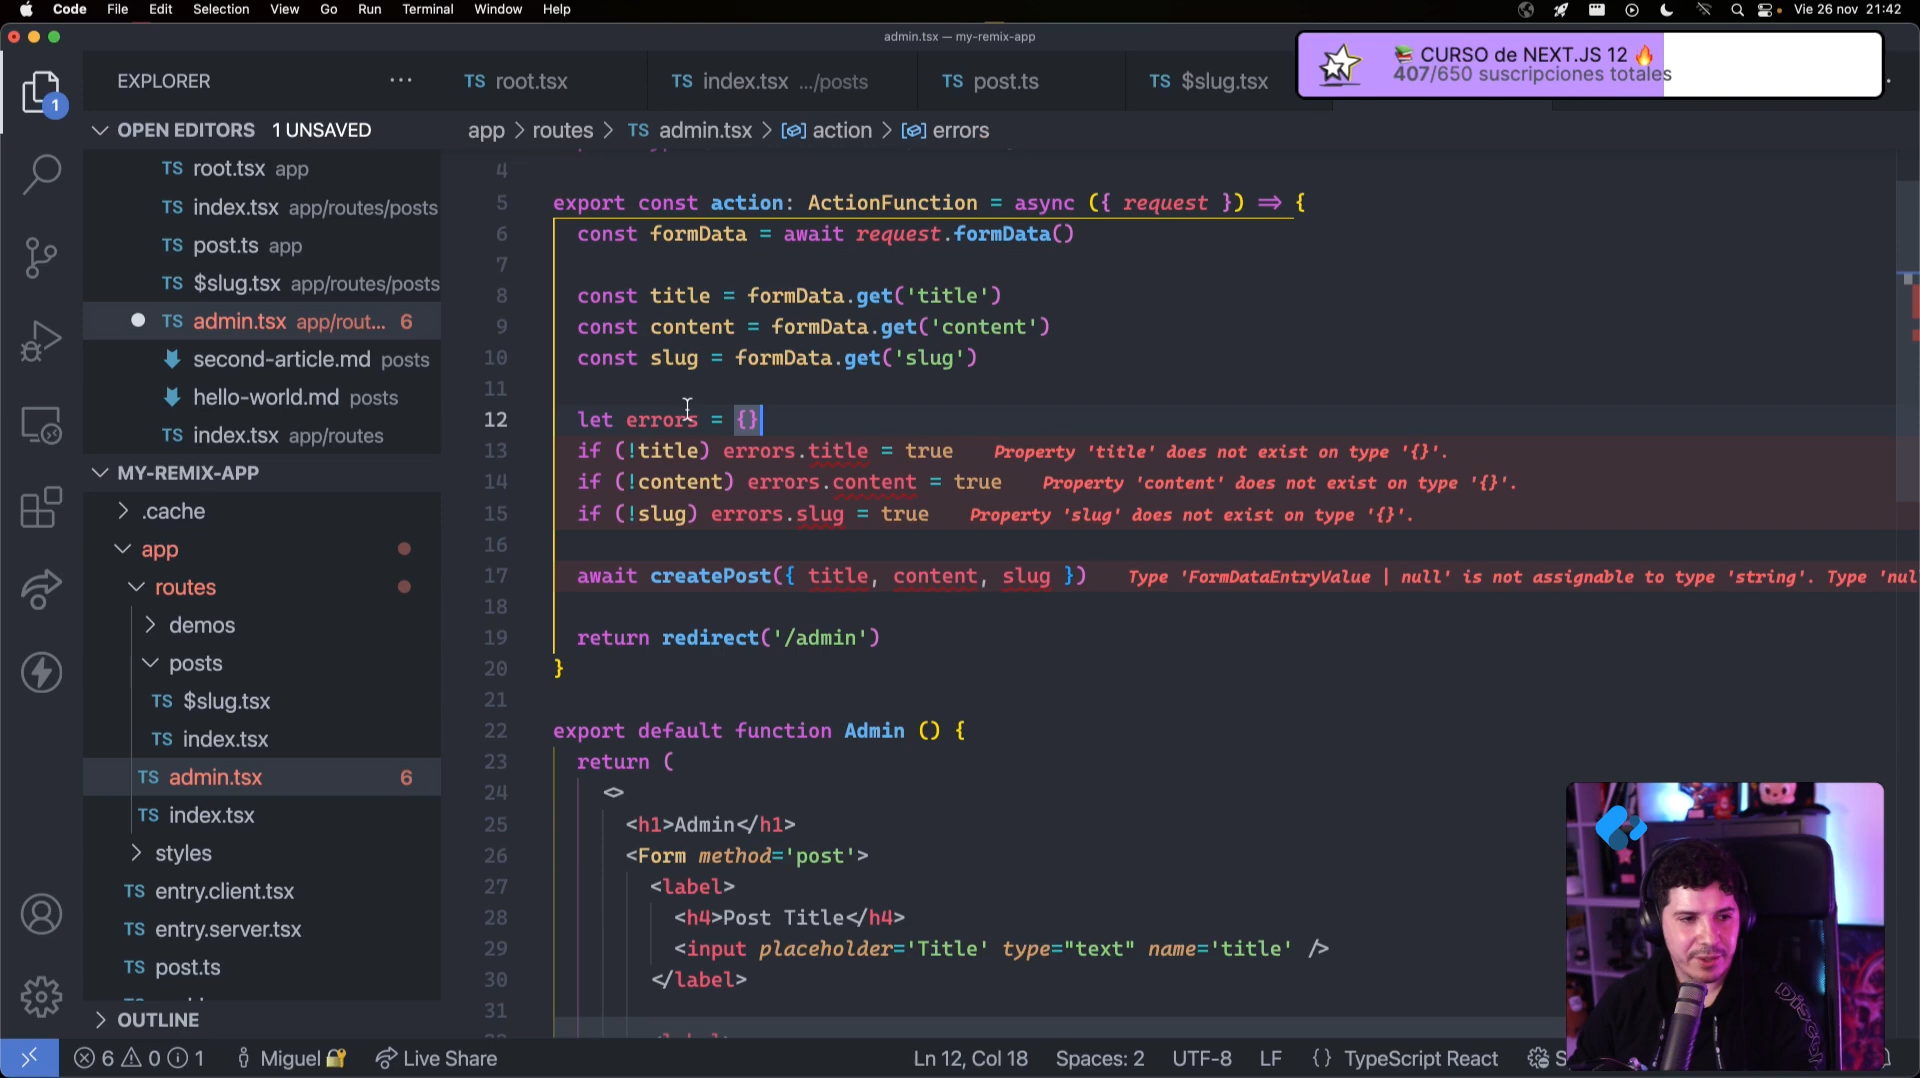 Code File Edit Selection View Go Run Terminal Window Help Vie 26 nov 21:42
admin.tsx — my-remix-app
📚 CURSO de NEXT.JS 12 🔥
407/650 suscripciones totales
EXPLORER ...
TS root.tsx TS index.tsx .../posts TS post.ts TS $slug.tsx
1
OPEN EDITORS 1 UNSAVED
app > routes > TS admin.tsx > action > errors
TS root.tsx app
TS index.tsx app/routes/posts
TS post.ts app
TS $slug.tsx app/routes/posts
TS admin.tsx app/rout... 6
second-article.md posts
hello-world.md posts
TS index.tsx app/routes
MY-REMIX-APP
.cache
app
routes
demos
posts
TS $slug.tsx
TS index.tsx
TS admin.tsx 6
TS index.tsx
styles
TS entry.client.tsx
TS entry.server.tsx
TS post.ts
OUTLINE
4
5 export const action: ActionFunction = async ({ request }) => {
6 const formData = await request.formData()
7
8 const title = formData.get('title')
9 const content = formData.get('content')
10 const slug = formData.get('slug')
11
12 let errors = {}
13 if (!title) errors.title = true Property 'title' does not exist on type '{}'.
14 if (!content) errors.content = true Property 'content' does not exist on type '{}'.
15 if (!slug) errors.slug = true Property 'slug' does not exist on type '{}'.
16
17 await createPost({ title, content, slug }) Type 'FormDataEntryValue | null' is not assignable to type 'string'. Type 'nul
18
19 return redirect('/admin')
20 }
21
22 export default function Admin () {
23 return (
24 <>
25 <h1>Admin</h1>
26 <Form method='post'>
27 <label>
28 <h4>Post Title</h4>
29 <input placeholder='Title' type="text" name='title' />
30 </label>
31
6 0 1 Miguel 🔐 Live Share Ln 12, Col 18 Spaces: 2 UTF-8 LF {} TypeScript React S